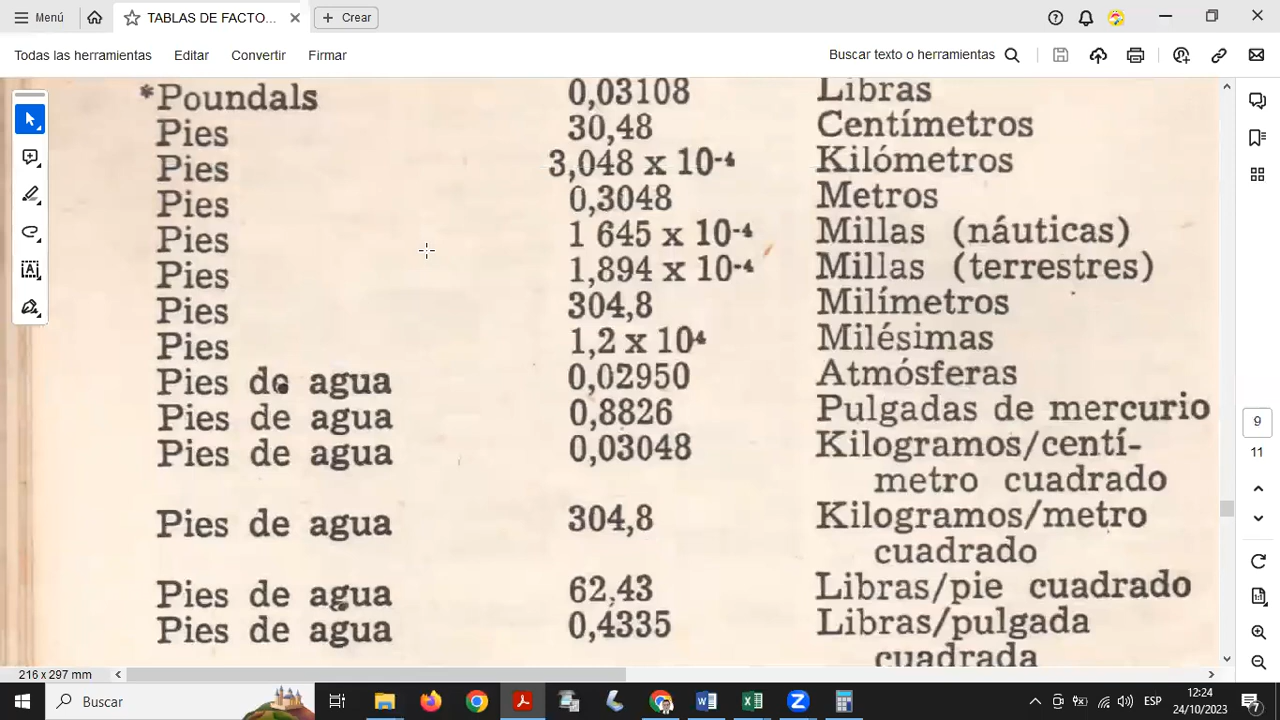 Menú
TABLAS DE FACTO...
Crear
Todas las herramientas Editar Convertir Firmar Buscar texto o herramientas
*Poundals 0,03108 Libras
Pies 30,48 Centímetros
Pies 3,048 x 10-4 Kilómetros
Pies 0,3048 Metros
Pies 1 645 x 10-4 Millas (náuticas)
Pies 1,894 x 10-4 Millas (terrestres)
Pies 304,8 Milímetros
Pies 1,2 x 104 Milésimas
Pies de agua 0,02950 Atmósferas
Pies de agua 0,8826 Pulgadas de mercurio
Pies de agua 0,03048 Kilogramos/centí-
metro cuadrado
Pies de agua 304,8 Kilogramos/metro
cuadrado
Pies de agua 62,43 Libras/pie cuadrado
Pies de agua 0,4335 Libras/pulgada
cuadrada
9
11
216 x 297 mm
Buscar
ESP
12:24
24/10/2023
7